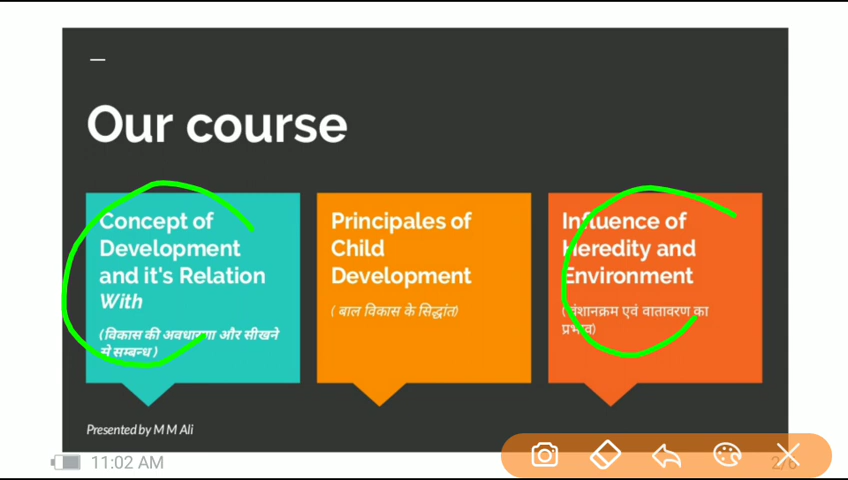 Our course
Concept of
Development
and it's Relation
With
(विकास की अवधारणा और सीखने
से सम्बन्ध )
Principales of
Child
Development
( बाल विकास के सिद्धांत)
Influence of
Heredity and
Environment
(वंशानक्रम एवं वातावरण का
प्रभाव)
Presented by M M Ali
11:02 AM